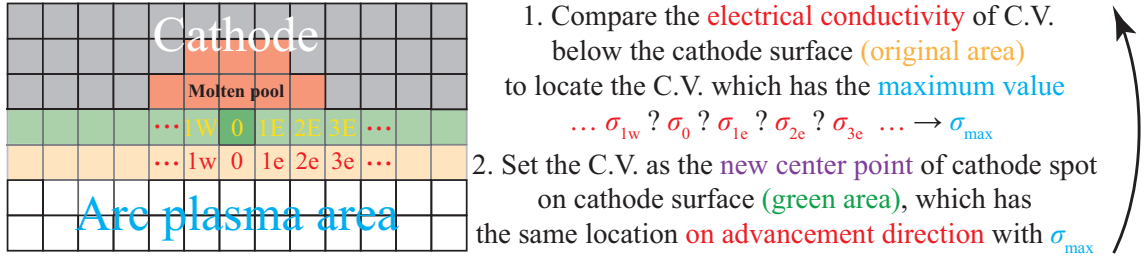 Cathode
Molten pool
... 1W 0 1E 2E 3E ...
... 1w 0 1e 2e 3e ...
Arc plasma area
1. Compare the electrical conductivity of C.V.
below the cathode surface (original area)
to locate the C.V. which has the maximum value
... σ1w ? σ0 ? σ1e ? σ2e ? σ3e ... → σmax
2. Set the C.V. as the new center point of cathode spot
on cathode surface (green area), which has
the same location on advancement direction with σmax